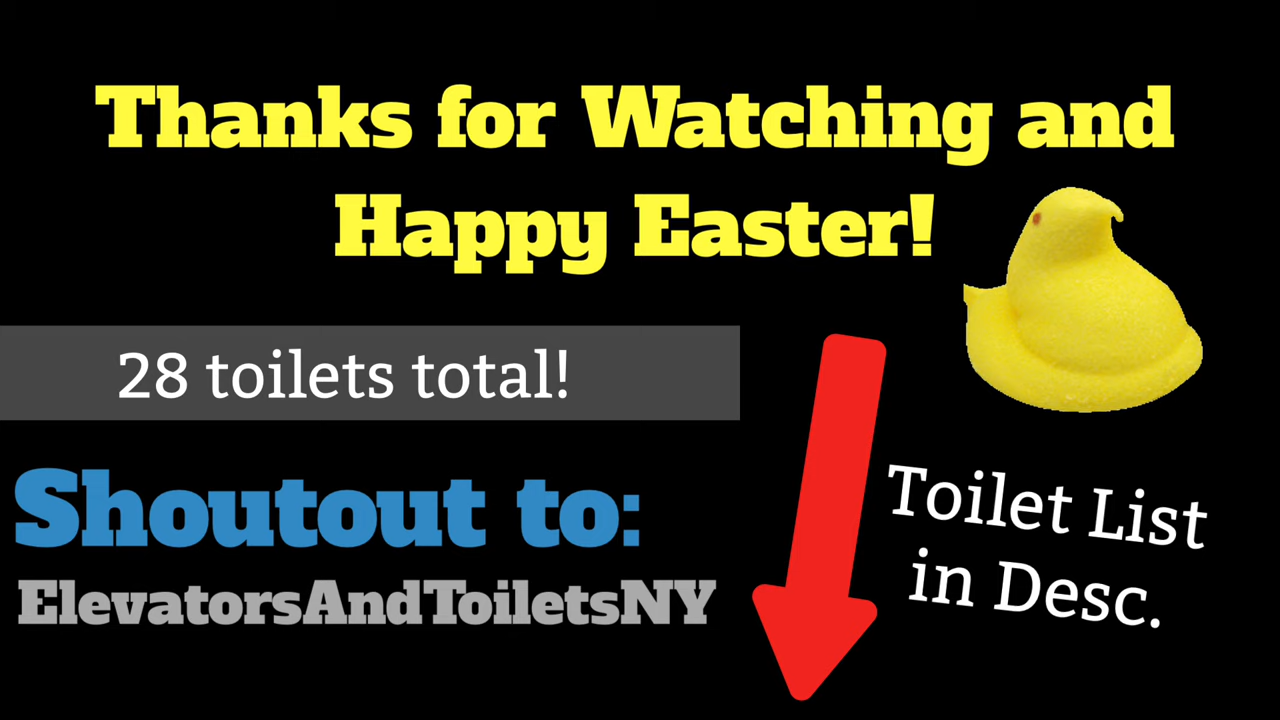 Thanks for Watching and
Happy Easter!
28 toilets total!
Shoutout to:
ElevatorsAndToiletsNY
Toilet List
in Desc.